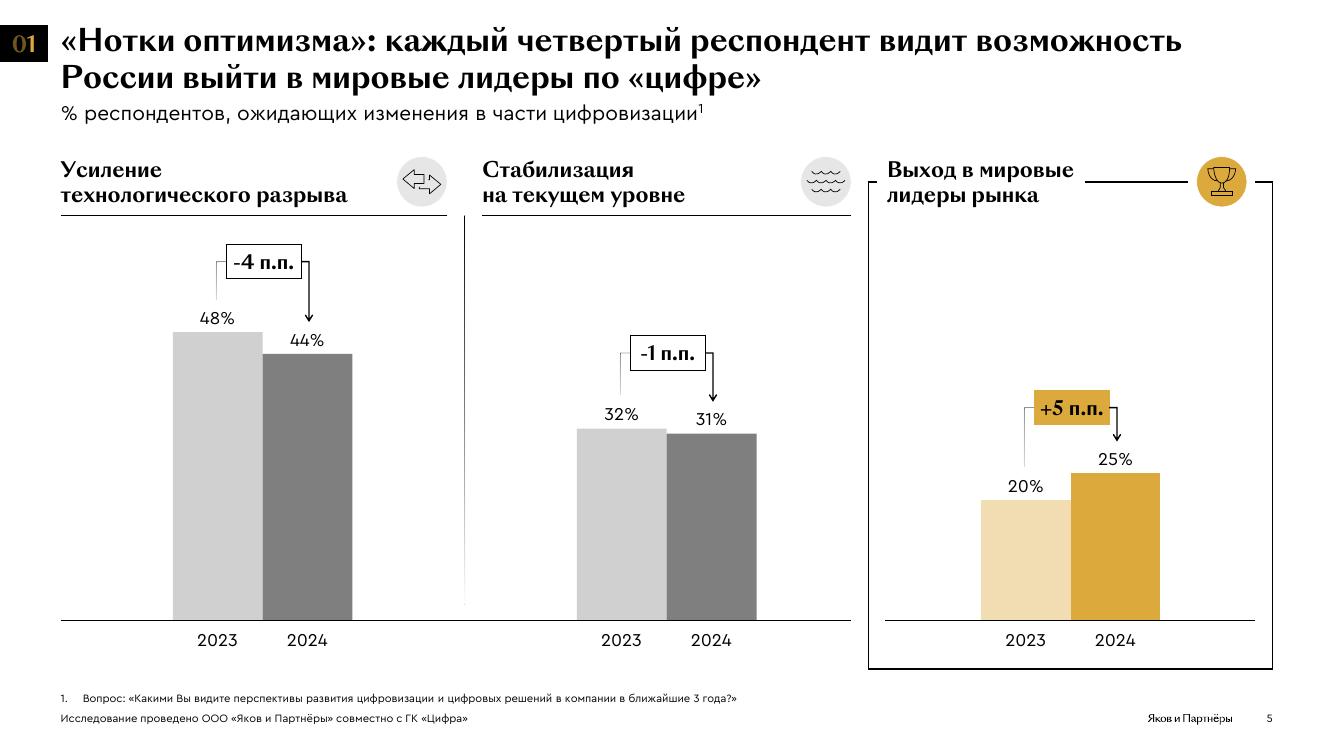 01
«Нотки оптимизма»: каждый четвертый респондент видит возможность
России выйти в мировые лидеры по «цифре»
% респондентов, ожидающих изменения в части цифровизации¹
Усиление
технологического разрыва
-4 п.п.
48%
44%
2023
2024
Стабилизация
на текущем уровне
-1 п.п.
32%
31%
2023
2024
Выход в мировые
лидеры рынка
+5 п.п.
20%
25%
2023
2024
1. Вопрос: «Какими Вы видите перспективы развития цифровизации и цифровых решений в компании в ближайшие 3 года?»
Исследование проведено ООО «Яков и Партнёры» совместно с ГК «Цифра»
Яков и Партнёры
5